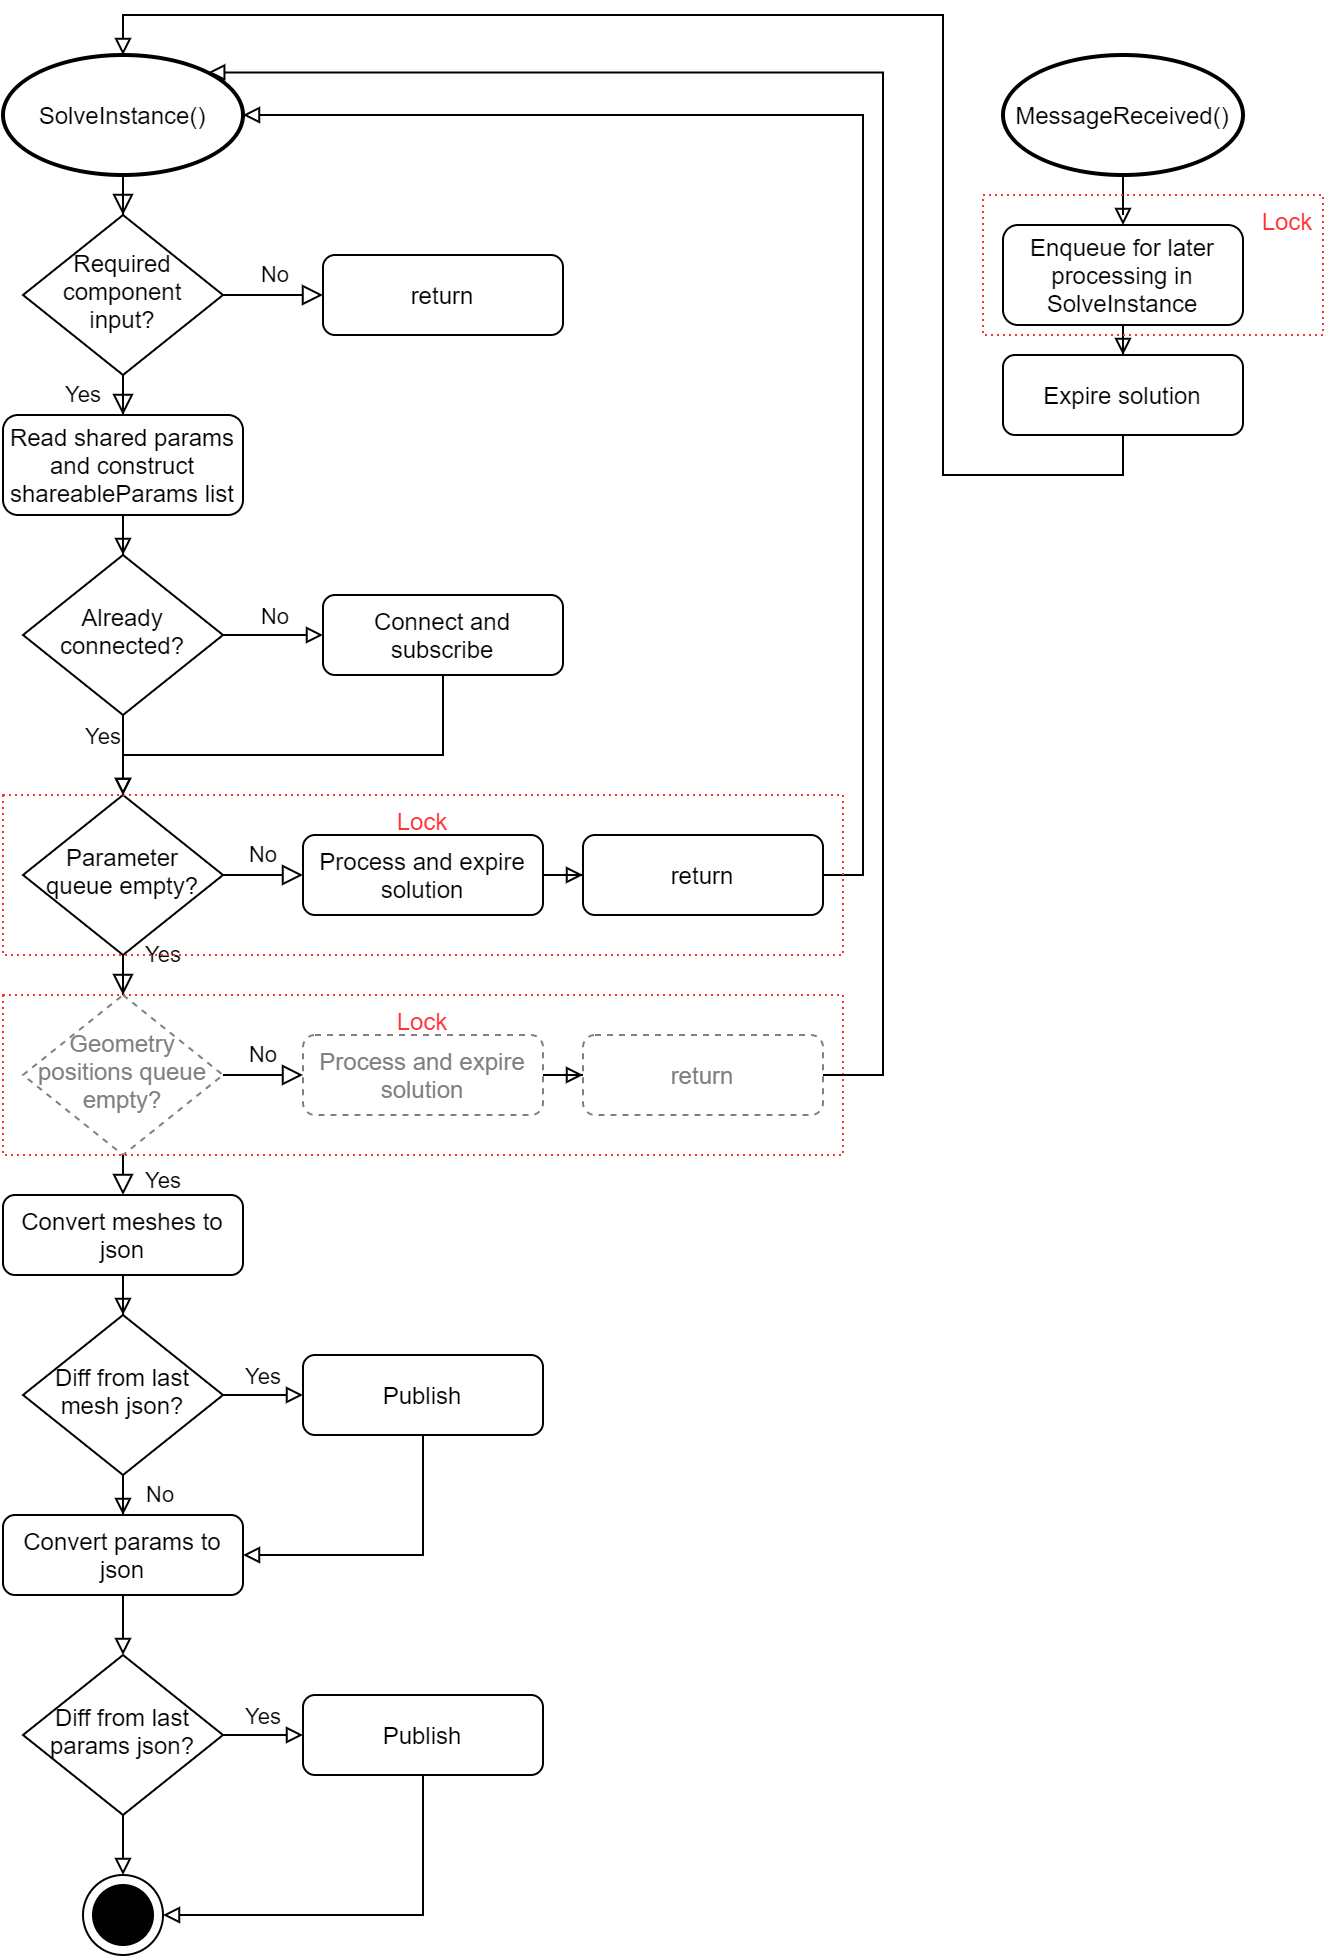 SolveInstance()
MessageReceived()
Lock
Enqueue for later
processing in
SolveInstance
Expire solution
Required
component
input?
No
return
Yes
Read shared params
and construct
shareableParams list
Already
connected?
No
Connect and
subscribe
Yes
Lock
Parameter
queue empty?
No
Process and expire
solution
return
Yes
Lock
Geometry
positions queue
empty?
No
Process and expire
solution
return
Yes
Convert meshes to
json
Diff from last
mesh json?
Yes
Publish
No
Convert params to
json
Diff from last
params json?
Yes
Publish